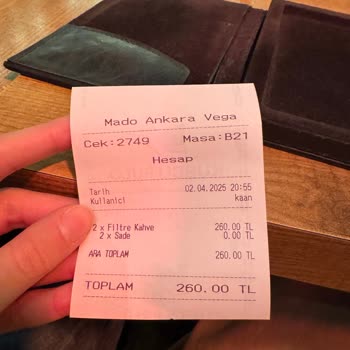 Mado Ankara Vega
Cek:2749 Masa:B21
Hesap
Tarih 02.04.2025 20:55
Kullanici kaan
2 x Filtre Kahve 260.00 TL
2 x Sade 0.00 TL
ARA TOPLAM 260.00 TL
TOPLAM 260.00 TL